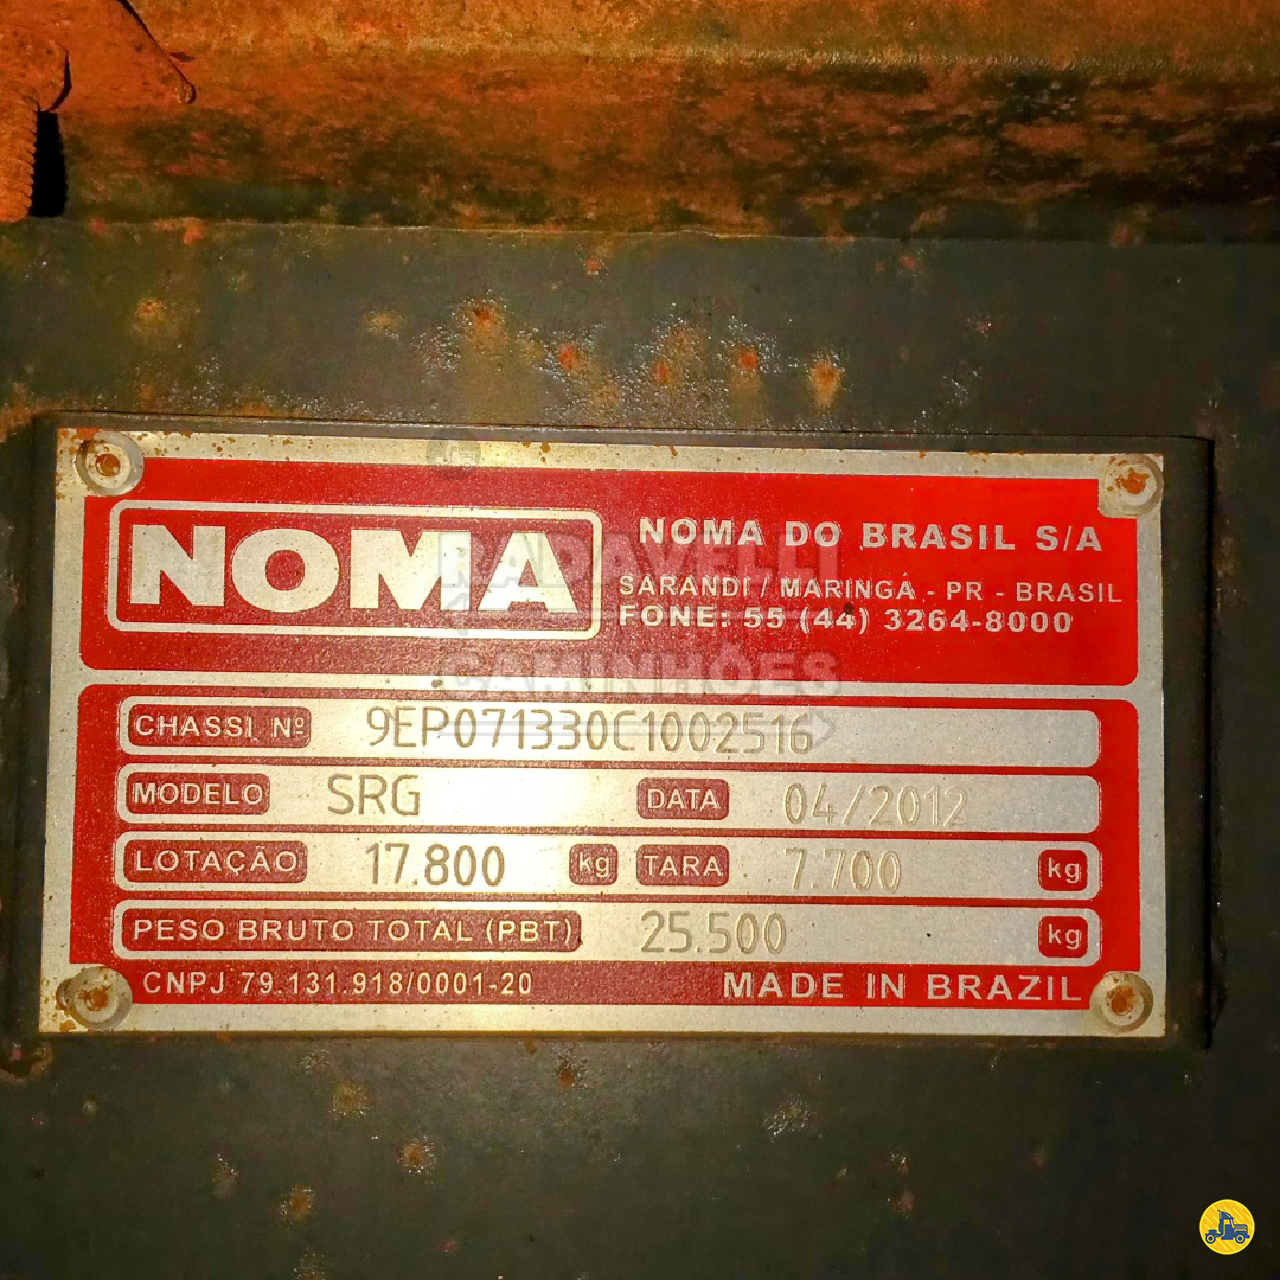 NOMA
NOMA DO BRASIL S/A
SARANDI / MARINGÁ - PR - BRASIL
FONE: 55 (44) 3264-8000
RADAVELLI
CAMINHÕES
CHASSI Nº 9EP071330C1002516
MODELO SRG DATA 04/2012
LOTAÇÃO 17.800 kg TARA 7.700 kg
PESO BRUTO TOTAL (PBT) 25.500 kg
CNPJ 79.131.918/0001-20 MADE IN BRAZIL